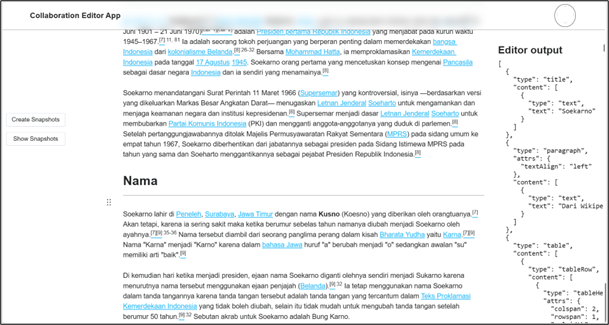 Collaboration Editor App
Juni 1901 – 21 Juni 1970) adalah Presiden pertama Republik Indonesia yang menjabat pada kurun waktu
1945–1967.[7]:11, 81 Ia adalah seorang tokoh perjuangan yang berperan penting dalam memerdekakan bangsa
Indonesia dari kolonialisme Belanda.[8]:26-32 Bersama Mohammad Hatta, ia memproklamasikan Kemerdekaan
Indonesia pada tanggal 17 Agustus 1945. Soekarno orang pertama yang mencetuskan konsep mengenai Pancasila
sebagai dasar negara Indonesia dan ia sendiri yang menamainya.[8]
Soekarno menandatangani Surat Perintah 11 Maret 1966 (Supersemar) yang kontroversial, isinya —berdasarkan versi
yang dikeluarkan Markas Besar Angkatan Darat— menugaskan Letnan Jenderal Soeharto untuk mengamankan dan
menjaga keamanan negara dan institusi kepresidenan.[8] Supersemar menjadi dasar Letnan Jenderal Soeharto untuk
membubarkan Partai Komunis Indonesia (PKI) dan mengganti anggota-anggotanya yang duduk di parlemen.[8]
Setelah pertanggungjawabannya ditolak Majelis Permusyawaratan Rakyat Sementara (MPRS) pada sidang umum ke
empat tahun 1967, Soekarno diberhentikan dari jabatannya sebagai presiden pada Sidang Istimewa MPRS pada
tahun yang sama dan Soeharto menggantikannya sebagai pejabat Presiden Republik Indonesia.[8]
Create Snapshots
Show Snapshots
Nama
Soekarno lahir di Peneleh, Surabaya, Jawa Timur dengan nama Kusno (Koesno) yang diberikan oleh orangtuanya.[7]
Akan tetapi, karena ia sering sakit maka ketika berumur sebelas tahun namanya diubah menjadi Soekarno oleh
ayahnya.[7][9]:35-36 Nama tersebut diambil dari seorang panglima perang dalam kisah Bharata Yudha yaitu Karna.[7][9]
Nama "Karna" menjadi "Karno" karena dalam bahasa Jawa huruf "a" berubah menjadi "o" sedangkan awalan "su"
memiliki arti "baik".[9]
Di kemudian hari ketika menjadi presiden, ejaan nama Soekarno diganti olehnya sendiri menjadi Sukarno karena
menurutnya nama tersebut menggunakan ejaan penjajah (Belanda).[9]:32 Ia tetap menggunakan nama Soekarno
dalam tanda tangannya karena tanda tangan tersebut adalah tanda tangan yang tercantum dalam Teks Proklamasi
Kemerdekaan Indonesia yang tidak boleh diubah, selain itu tidak mudah untuk mengubah tanda tangan setelah
berumur 50 tahun.[9]:32 Sebutan akrab untuk Soekarno adalah Bung Karno.
Editor output
[
{
"type": "title",
"content": [
{
"type": "text",
"text": "Soekarno"
}
]
},
{
"type": "paragraph",
"attrs": {
"textAlign": "left"
},
"content": [
{
"type": "text",
"text": "Dari Wikipe
}
]
},
{
"type": "table",
"content": [
{
"type": "tableRow",
"content": [
{
"type": "tableHe
"attrs": {
"colspan": 2,
"rowspan": 1,